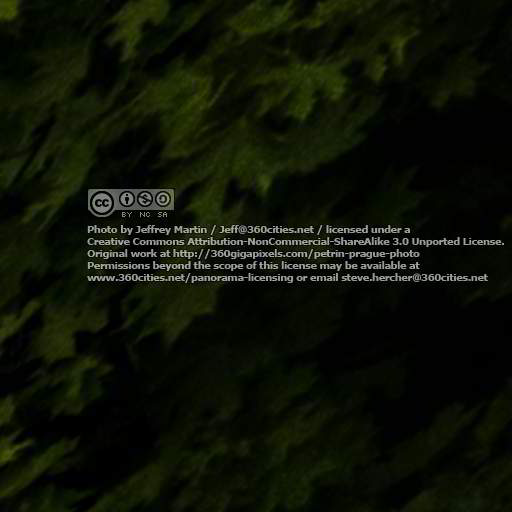 cc
BY NC SA
Photo by Jeffrey Martin / Jeff@360cities.net / licensed under a
Creative Commons Attribution-NonCommercial-ShareAlike 3.0 Unported License.
Original work at http://360gigapixels.com/petrin-prague-photo
Permissions beyond the scope of this license may be available at
www.360cities.net/panorama-licensing or email steve.hercher@360cities.net